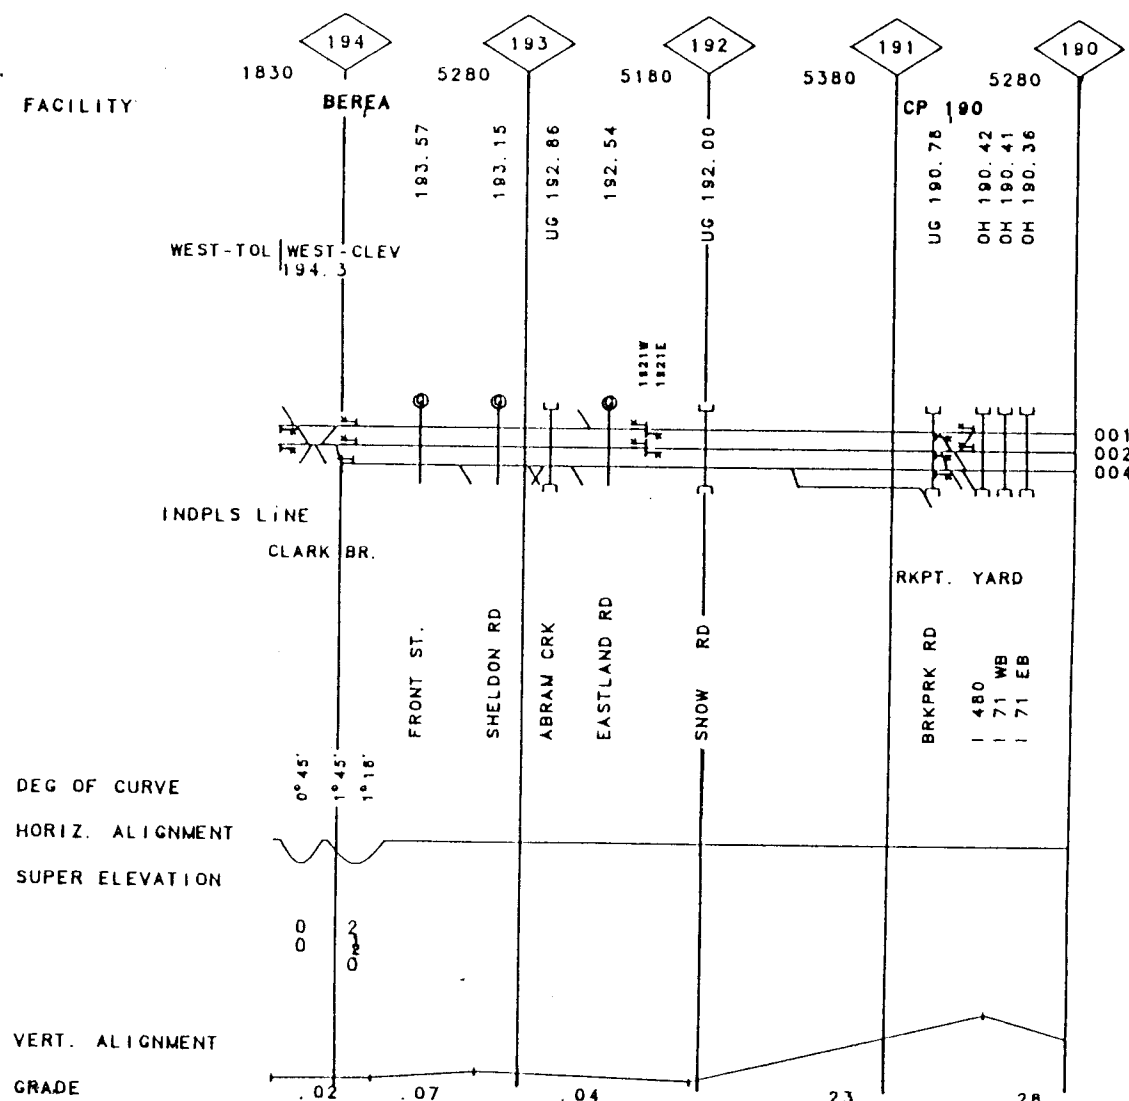 194 193 192 191 190
1830 5280 5180 5380 5280
FACILITY BEREA CP 190
193.57
193.15
UG 192.86
192.54
UG 192.00
UG 190.78
OH 190.42
OH 190.41
OH 190.36
WEST-TOL WEST-CLEV
194.3
1921W
1921E
001
002
004
INDPLS LINE
CLARK BR.
RKPT. YARD
FRONT ST.
SHELDON RD
ABRAM CRK
EASTLAND RD
SNOW RD
BRKPRK RD
I 480
I 71 WB
I 71 EB
DEG OF CURVE 0°45' 1°45' 1°18'
HORIZ. ALIGNMENT
SUPER ELEVATION
0 2
0
0
VERT. ALIGNMENT
GRADE .02 .07 .04 .23 .28